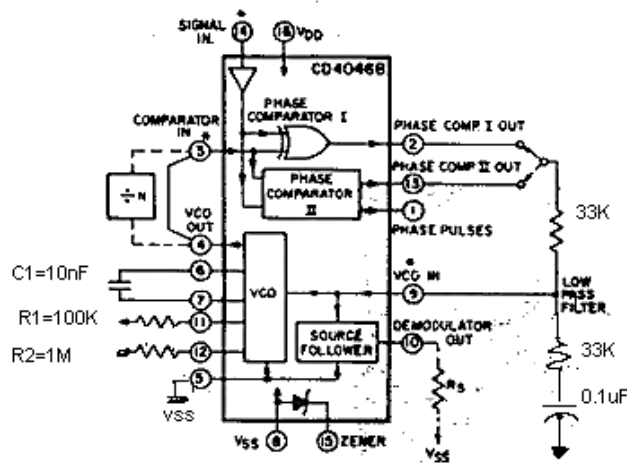 SIGNAL IN.
*
14
16 VDD
CD4046B
PHASE COMPARATOR I
COMPARATOR IN
*
3
2
PHASE COMP I OUT
PHASE COMP II OUT
13
PHASE COMPARATOR II
÷N
1
PHASE PULSES
33K
VCO OUT
4
*
VCO IN
9
LOW PASS FILTER
C1=10nF
6
7
VCO
R1=100K
11
SOURCE FOLLOWER
DEMODULATOR OUT
10
R2=1M
12
33K
5
VSS
RS
VSS
0.1uF
VSS
8
15
ZENER